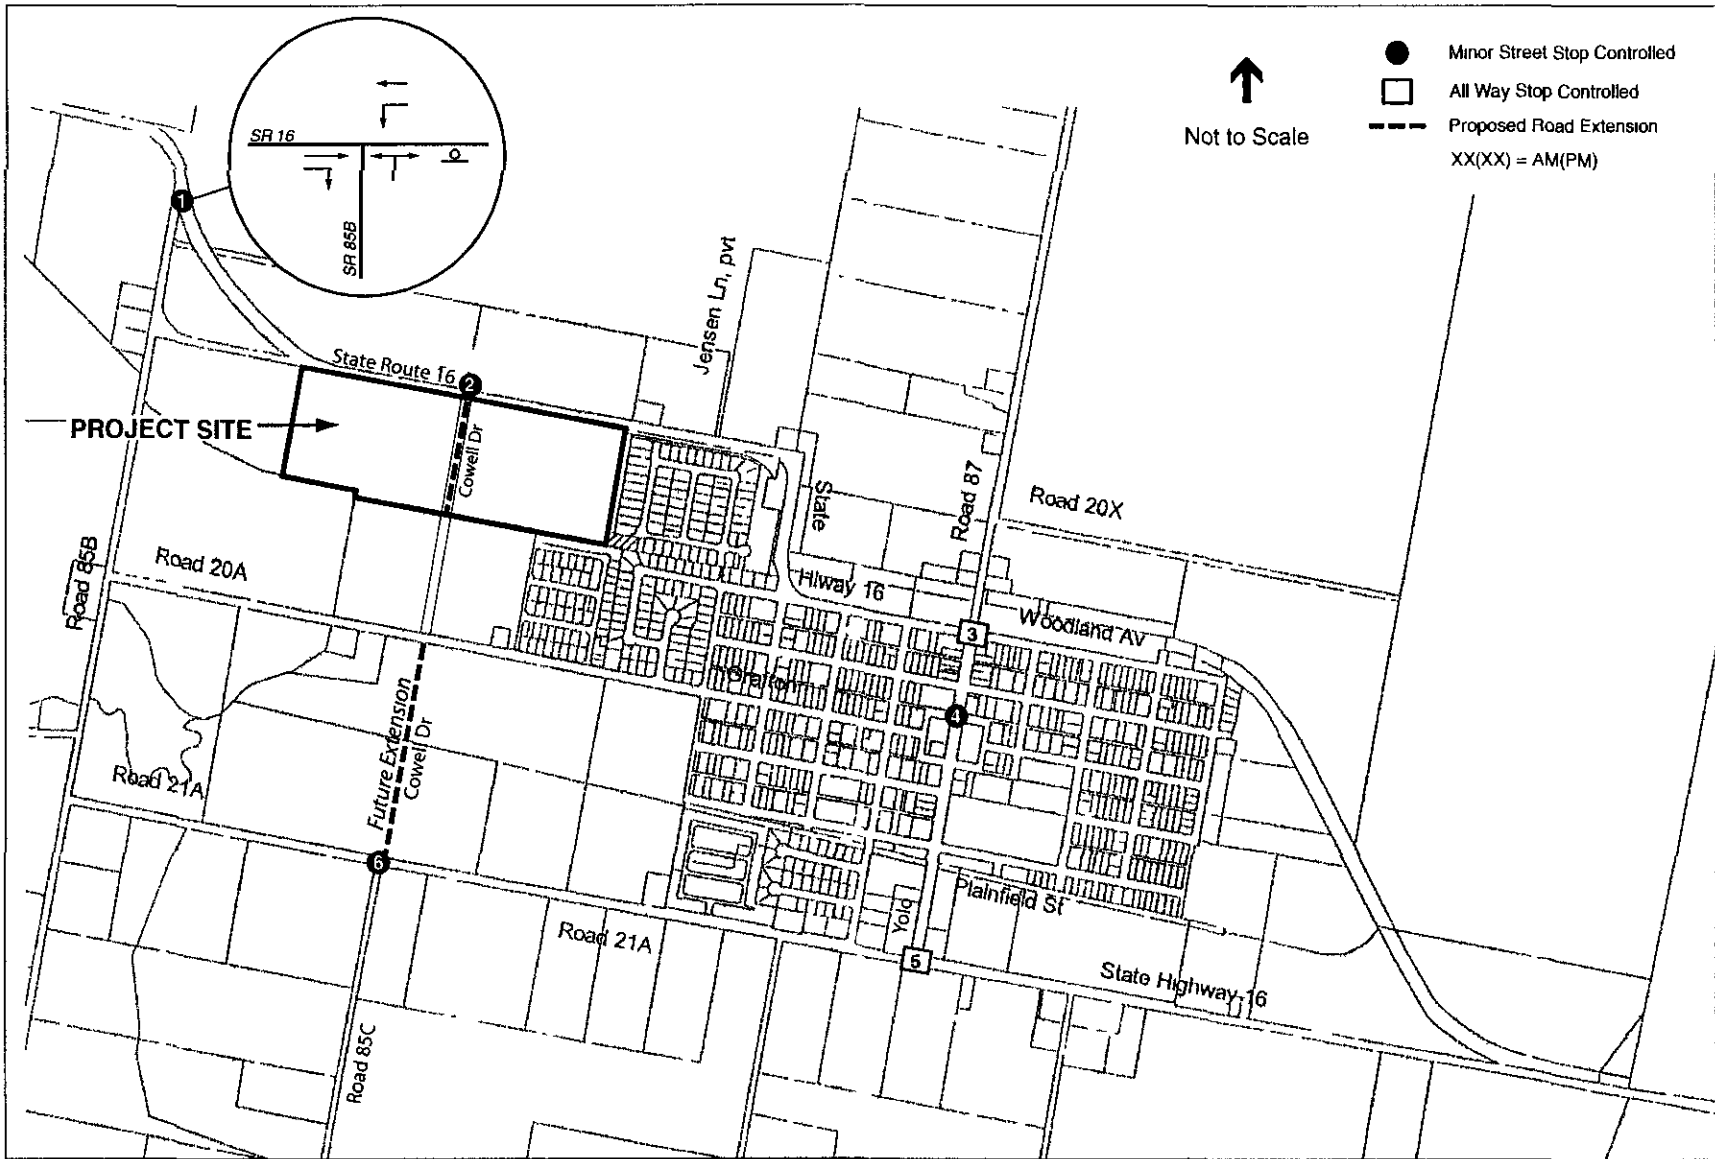 Minor Street Stop Controlled
All Way Stop Controlled
Proposed Road Extension
XX(XX) = AM(PM)
Not to Scale
SR 16
SR 85B
1
Jensen Ln, pvt
State Route 16
2
PROJECT SITE
Cowell Dr
State
Road 87
Road 20X
Road 85B
Road 20A
Hiway 16
3
Woodland AV
Grafton
4
Future Extension
Cowell Dr
Road 21A
6
Plainfield St
Yolo
Road 21A
5
State Highway 16
Road 85C